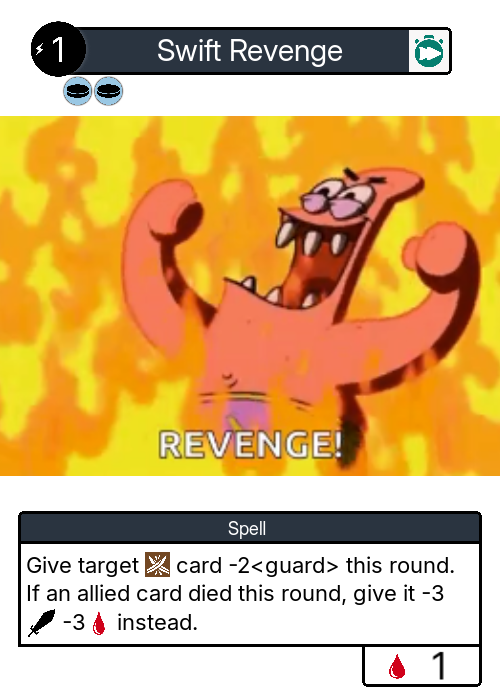 1 Swift Revenge
REVENGE!
Spell
Give target card -2<guard> this round.
If an allied card died this round, give it -3
-3 instead.
1